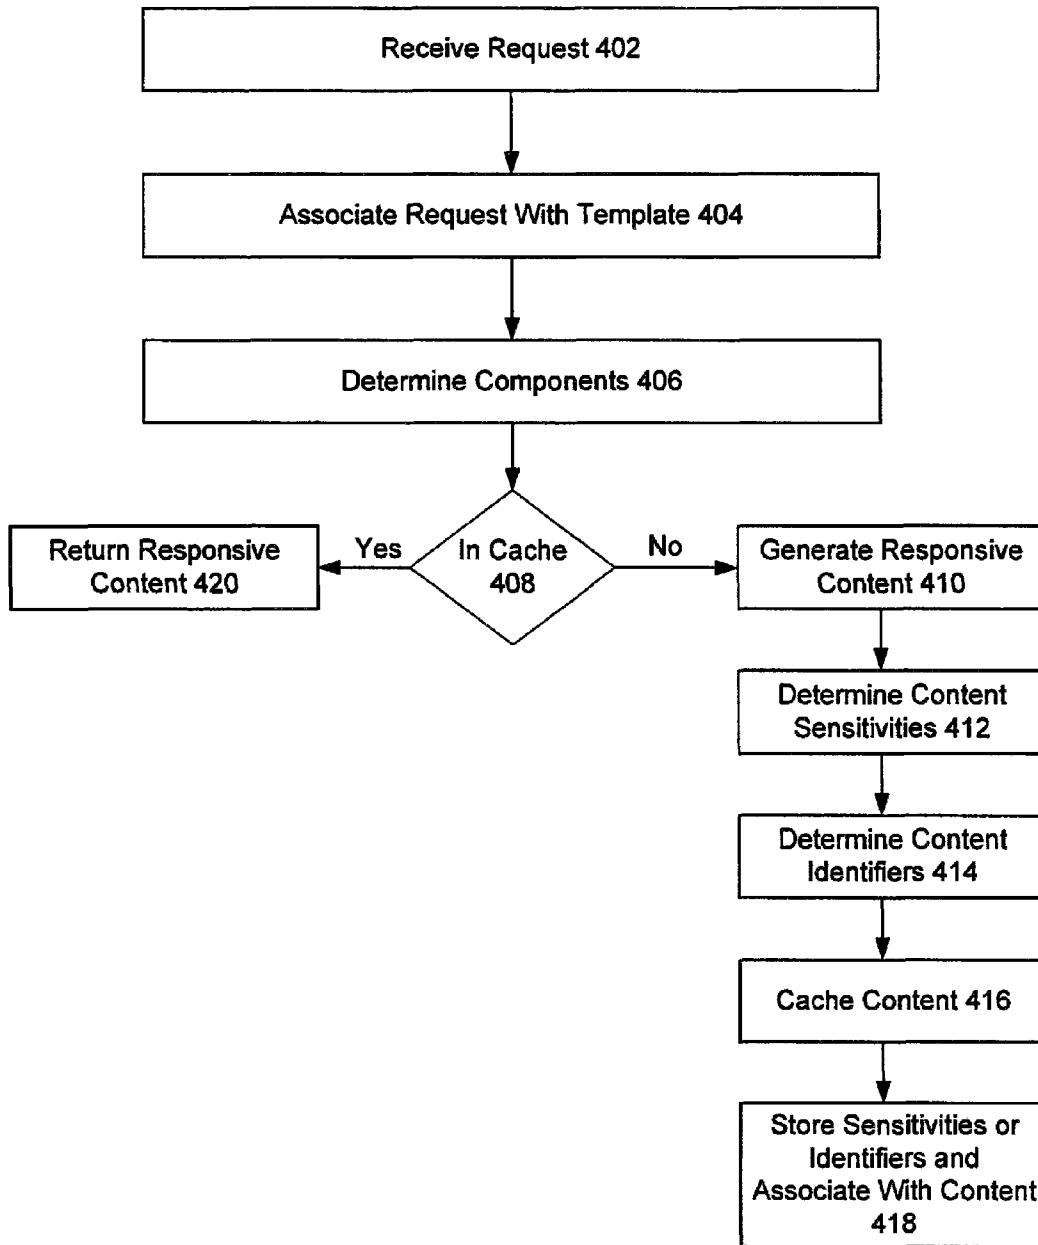 Receive Request 402
Associate Request With Template 404
Determine Components 406
Return Responsive
Content 420
Yes
In Cache
408
No
Generate Responsive
Content 410
Determine Content
Sensitivities 412
Determine Content
Identifiers 414
Cache Content 416
Store Sensitivities or
Identifiers and
Associate With Content
418